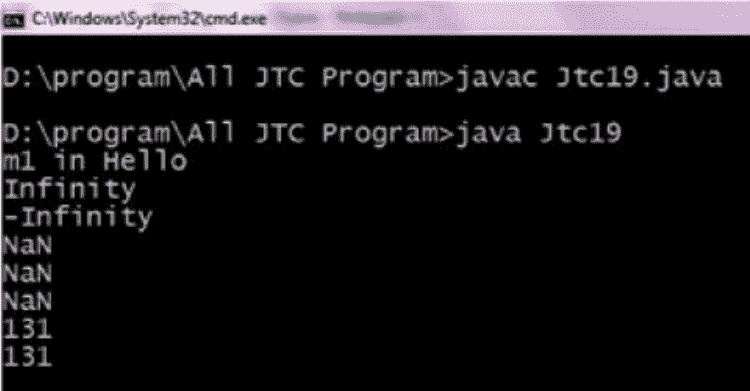 C:\Windows\System32\cmd.exe
D:\program\All JTC Program>javac Jtc19.java
D:\program\All JTC Program>java Jtc19
m1 in Hello
Infinity
-Infinity
NaN
NaN
NaN
131
131